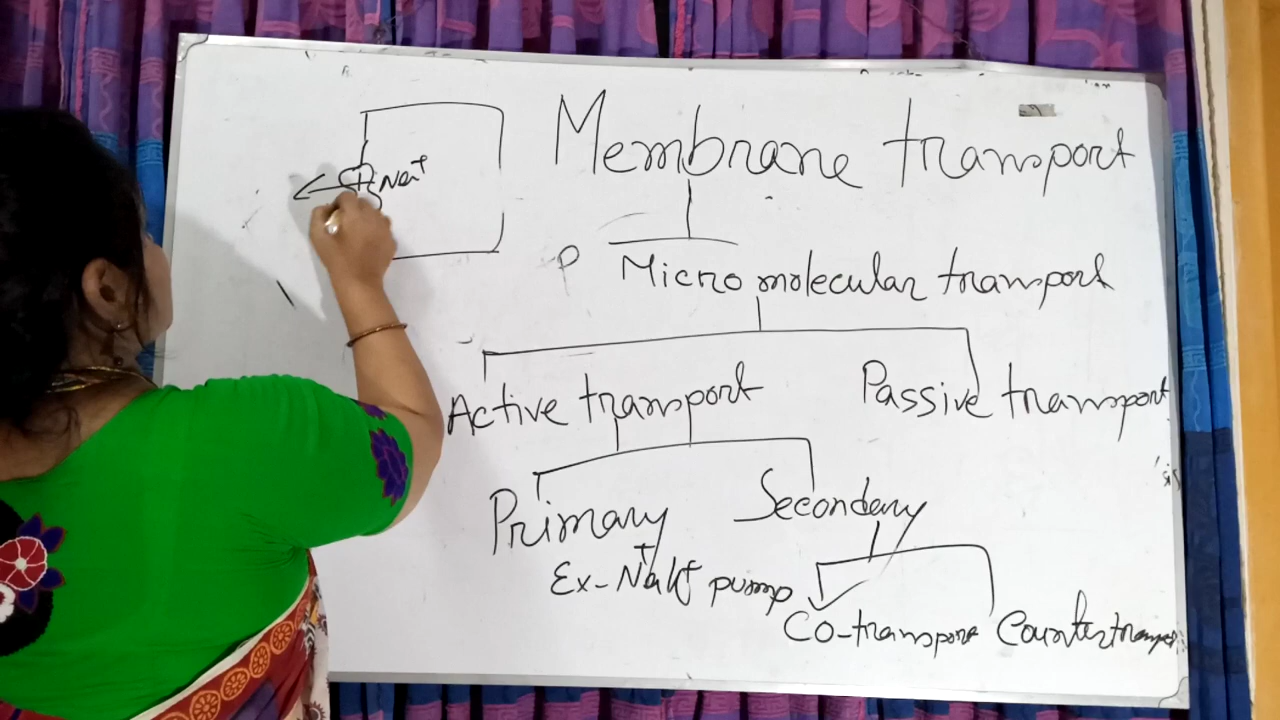 Membrane transport
Na+
P
Micro molecular transport
Active transport
Passive transport
Primary
Secondary
Ex-Na+K+ pump
Co-transport
Countertransport